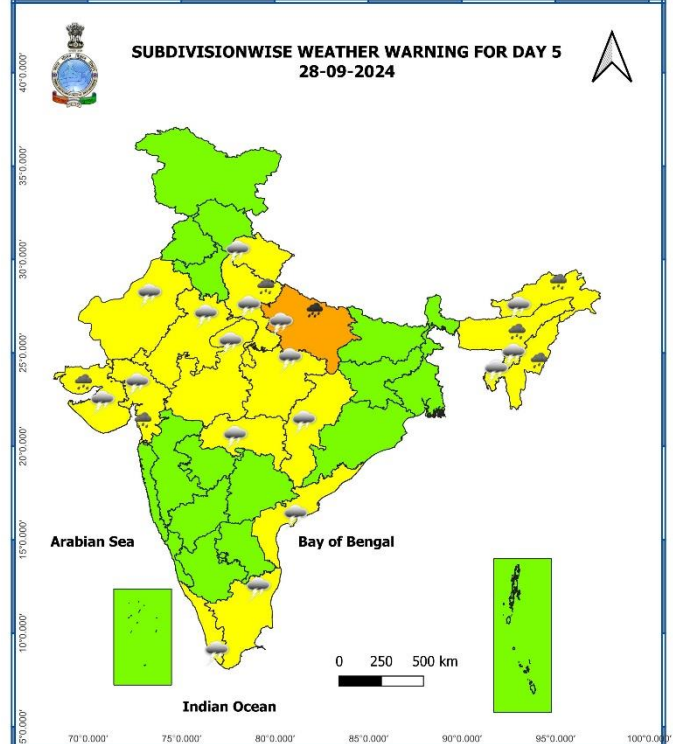 SUBDIVISIONWISE WEATHER WARNING FOR DAY 5
28-09-2024
40°0.000'
35°0.000'
30°0.000'
25°0.000'
20°0.000'
15°0.000'
10°0.000'
5°0.000'
Arabian Sea
Bay of Bengal
0 250 500 km
Indian Ocean
70°0.000' 75°0.000' 80°0.000' 85°0.000' 90°0.000' 95°0.000' 100°0.000'